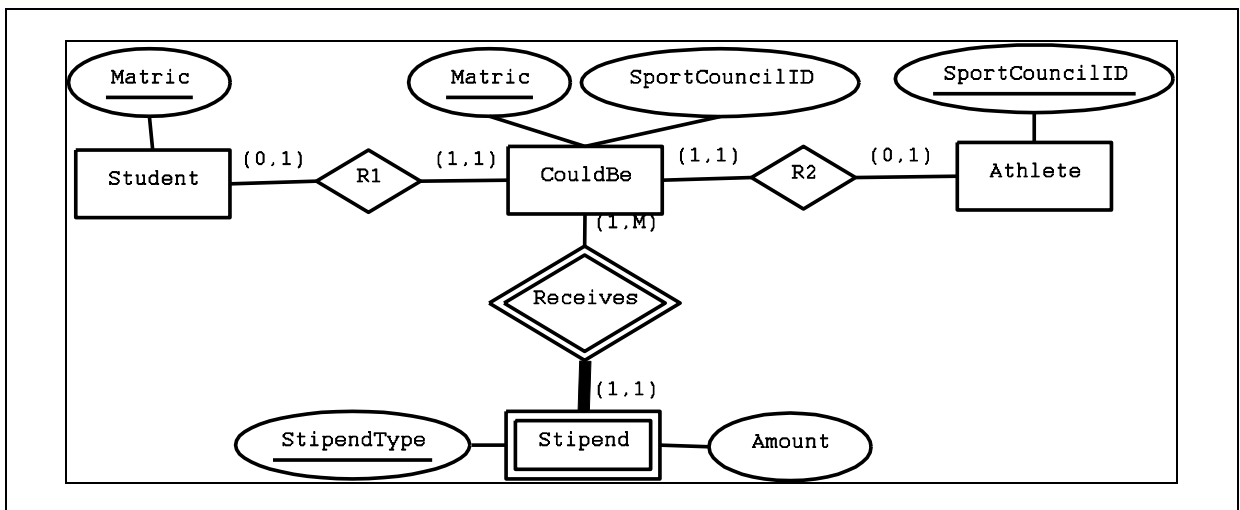 Matric
Matric
SportCouncilID
SportCouncilID
Student
(0,1)
R1
(1,1)
CouldBe
(1,1)
R2
(0,1)
Athlete
(1,M)
Receives
(1,1)
StipendType
Stipend
Amount